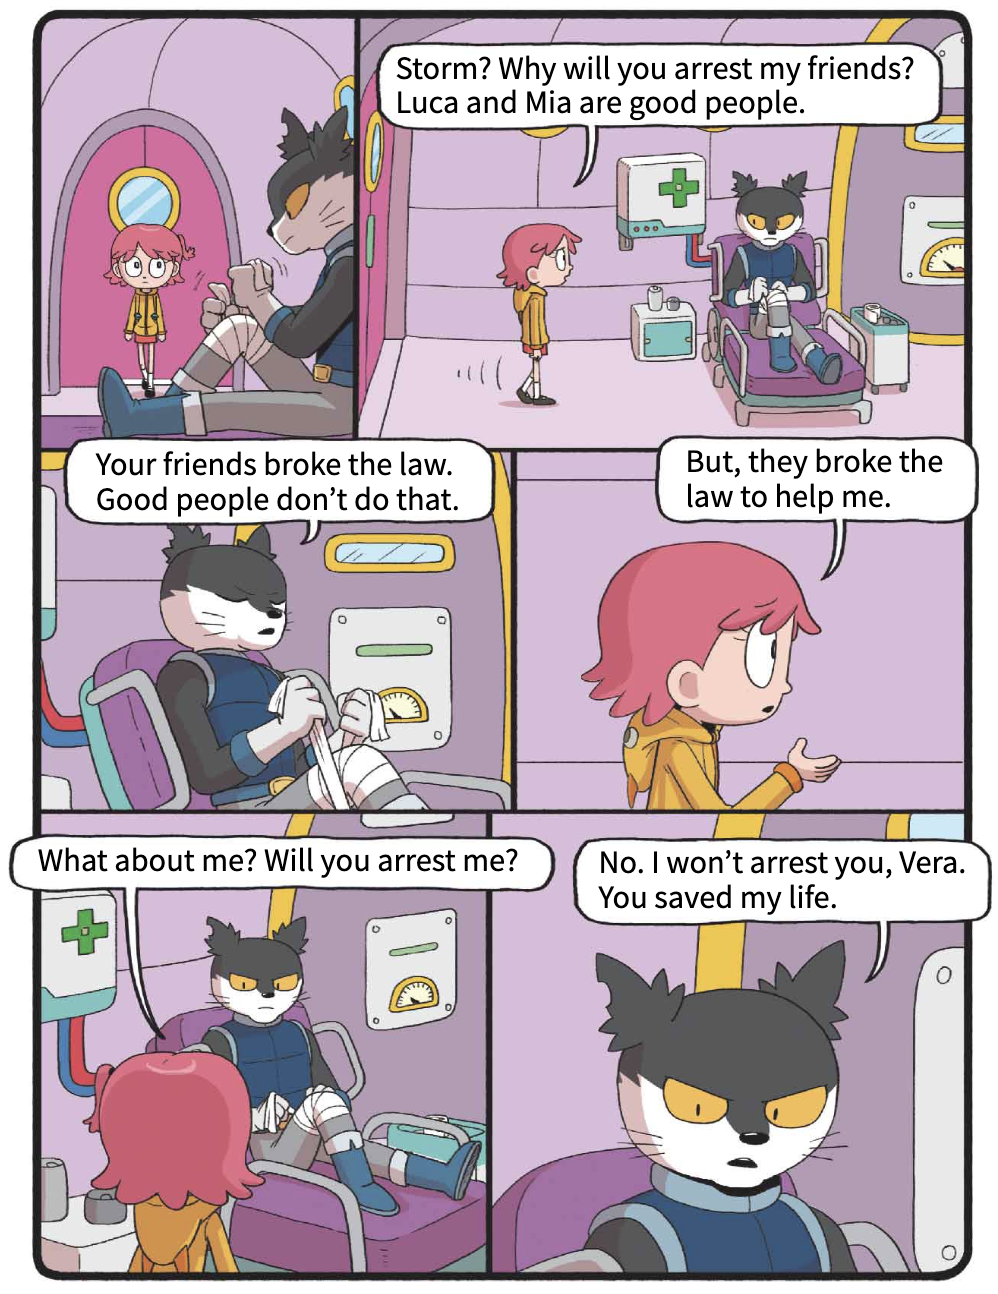 Storm? Why will you arrest my friends?
Luca and Mia are good people.
Your friends broke the law.
Good people don't do that.
But, they broke the
law to help me.
What about me? Will you arrest me?
No. I won't arrest you, Vera.
You saved my life.